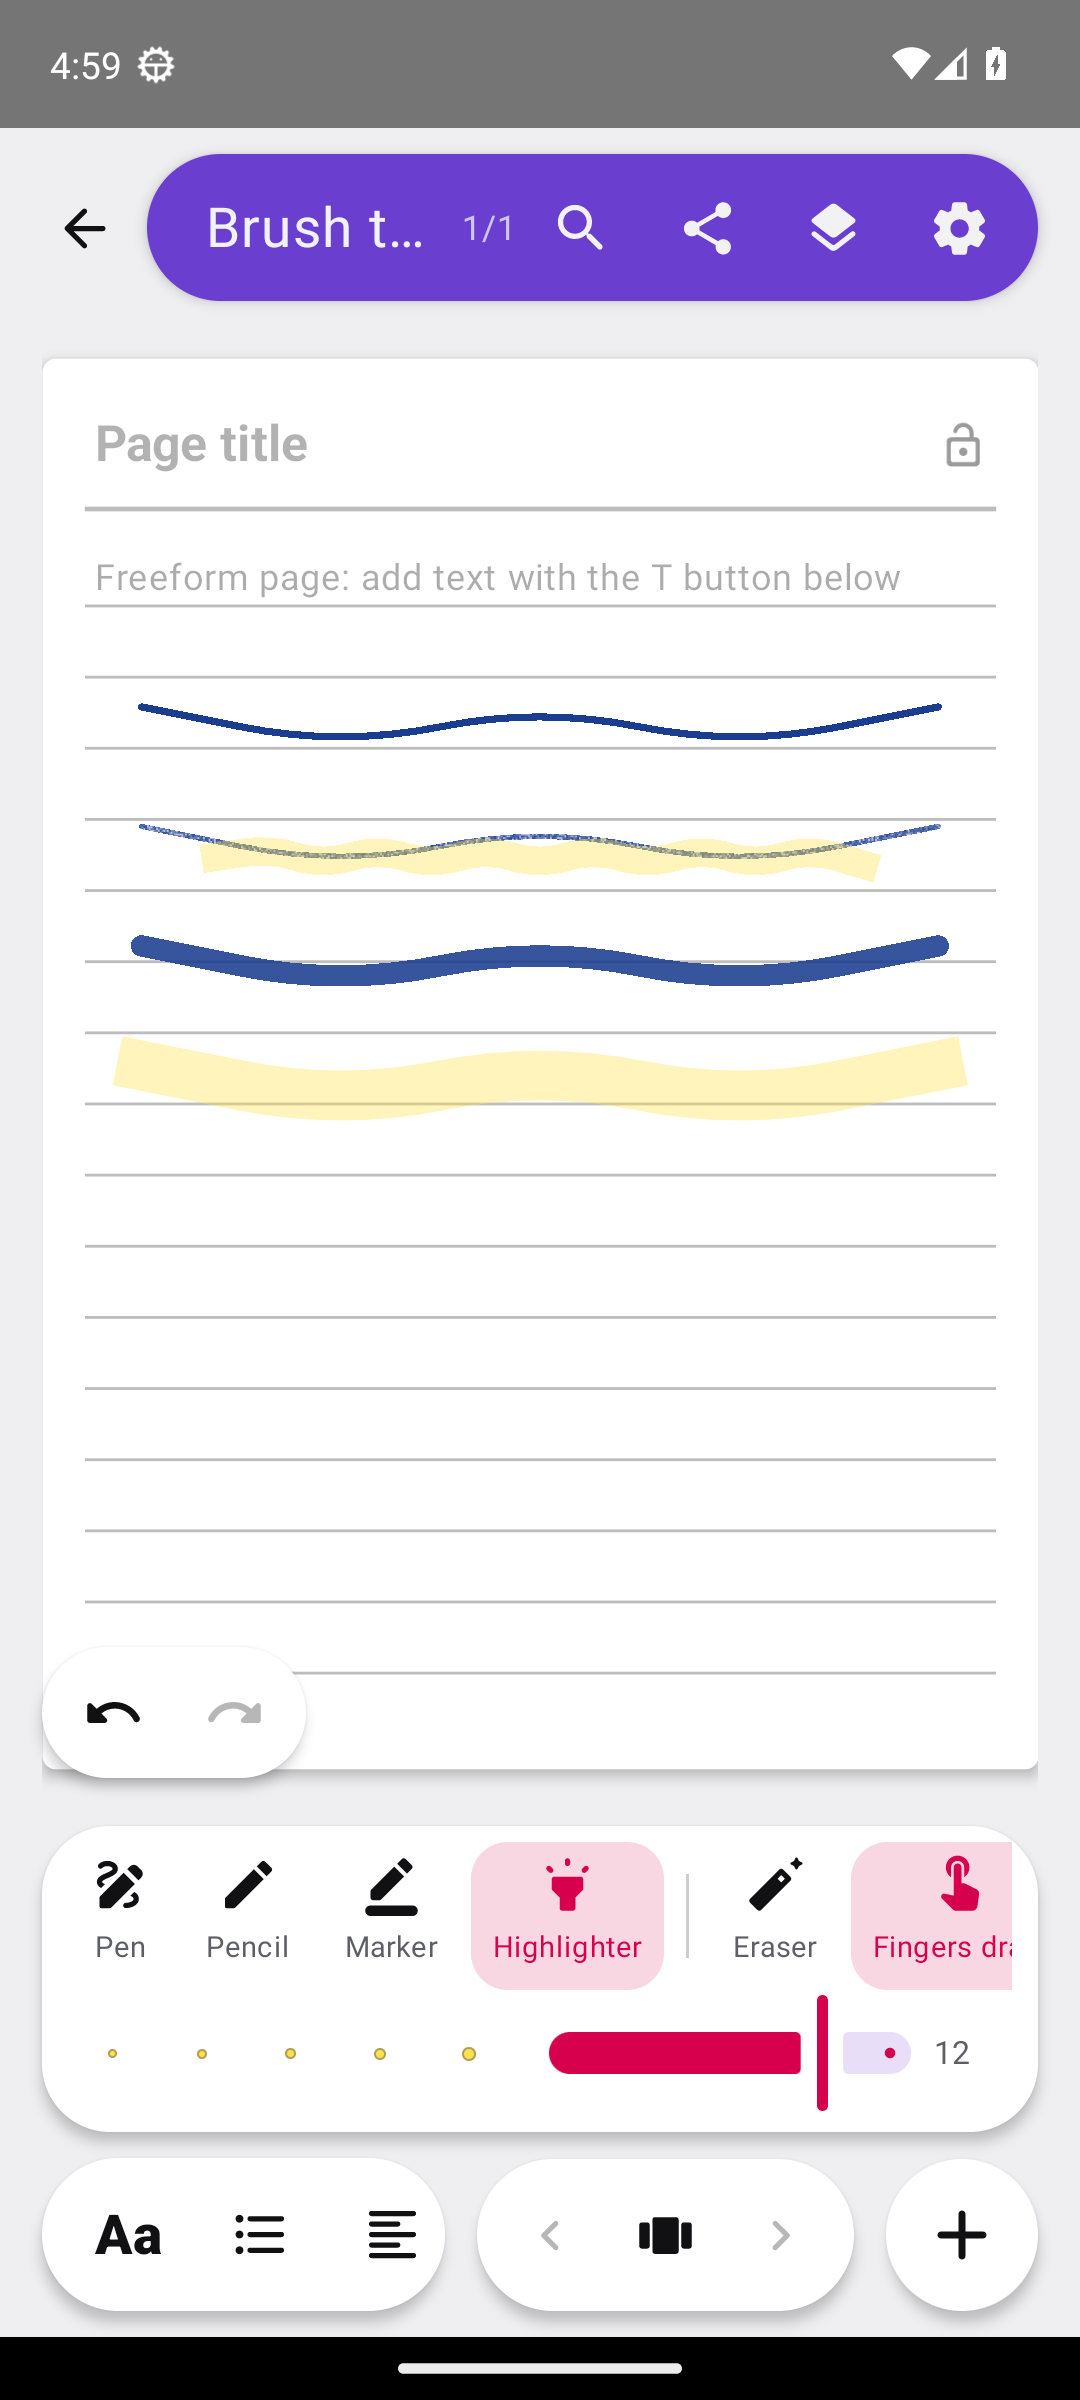 4:59
Brush t... 1/1
Page title
Freeform page: add text with the T button below
Pen Pencil Marker Highlighter Eraser Fingers dra
12
Aa